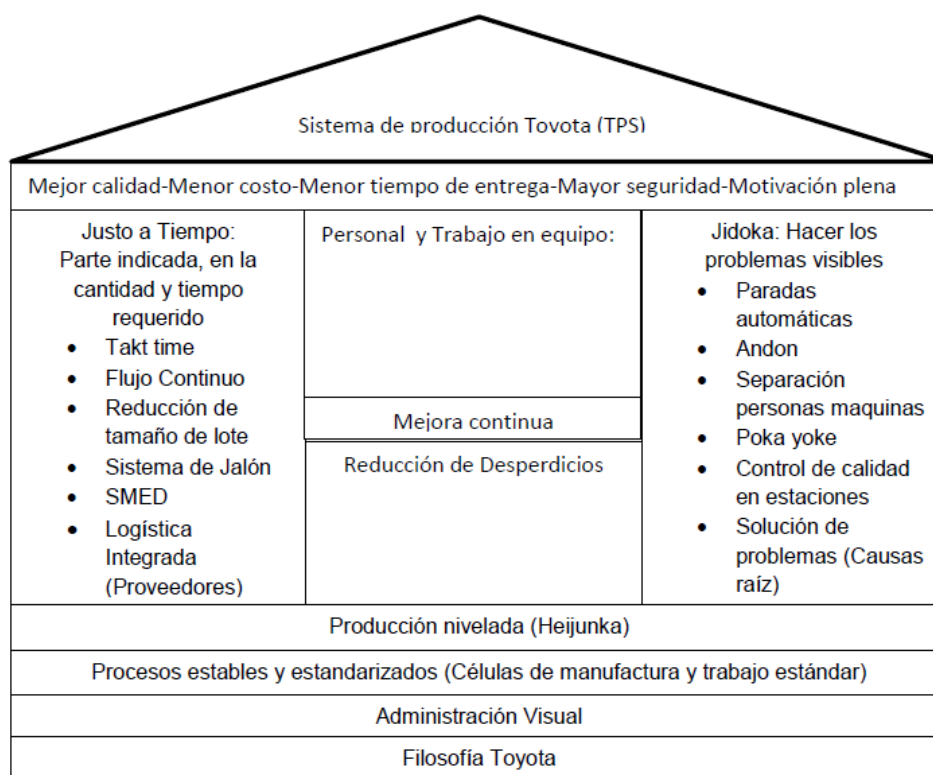 Sistema de producción Toyota (TPS)
Mejor calidad-Menor costo-Menor tiempo de entrega-Mayor seguridad-Motivación plena
Justo a Tiempo:
Parte indicada, en la
cantidad y tiempo
requerido
• Takt time
• Flujo Continuo
• Reducción de
tamaño de lote
• Sistema de Jalón
• SMED
• Logística
Integrada
(Proveedores)
Personal y Trabajo en equipo:
Mejora continua
Reducción de Desperdicios
Jidoka: Hacer los
problemas visibles
• Paradas
automáticas
• Andon
• Separación
personas maquinas
• Poka yoke
• Control de calidad
en estaciones
• Solución de
problemas (Causas
raíz)
Producción nivelada (Heijunka)
Procesos estables y estandarizados (Células de manufactura y trabajo estándar)
Administración Visual
Filosofía Toyota